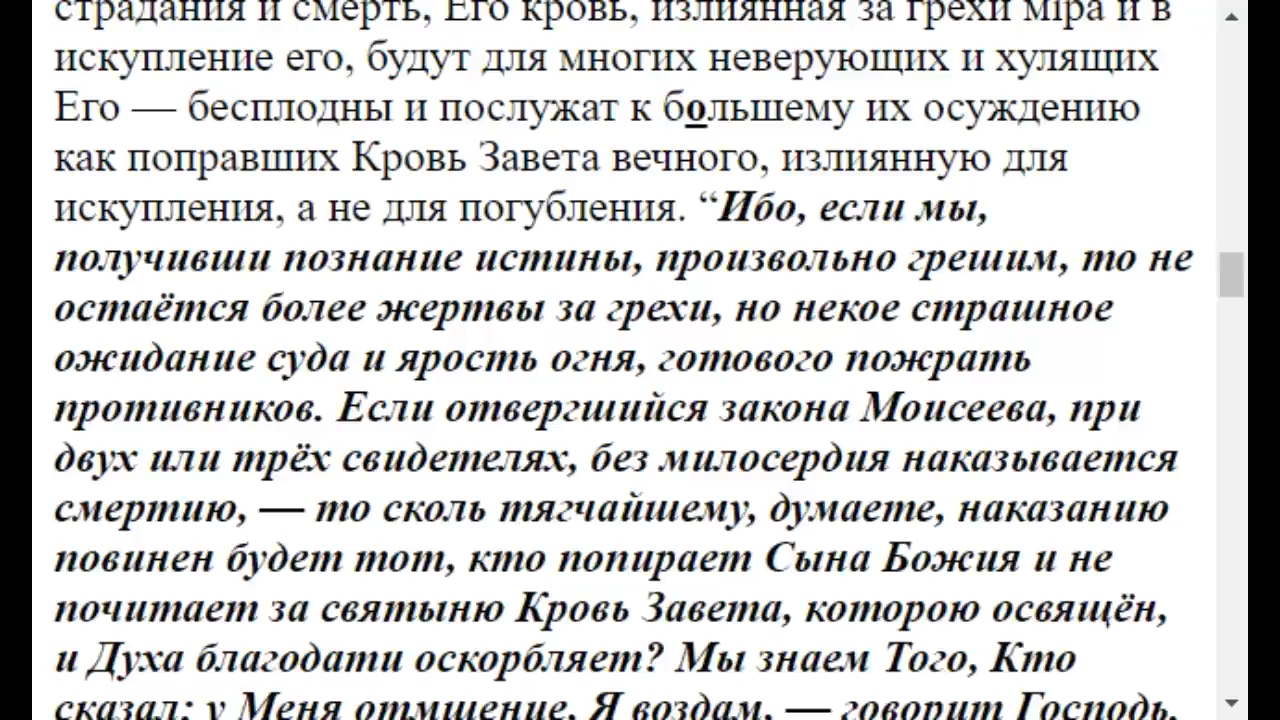 страдания и смерть, Его кровь, излиянная за грехи мiра и в
искупление его, будут для многих неверующих и хулящих
Его — бесплодны и послужат к большему их осуждению
как поправших Кровь Завета вечного, излиянную для
искупления, а не для погубления. “Ибо, если мы,
получивши познание истины, произвольно грешим, то не
остаётся более жертвы за грехи, но некое страшное
ожидание суда и ярость огня, готового пожрать
противников. Если отвергшийся закона Моисеева, при
двух или трёх свидетелях, без милосердия наказывается
смертию, — то сколь тягчайшему, думаете, наказанию
повинен будет тот, кто попирает Сына Божия и не
почитает за святыню Кровь Завета, которою освящён,
и Духа благодати оскорбляет? Мы знаем Того, Кто
сказал: у Меня отмщение, Я воздам, — говорит Господь.